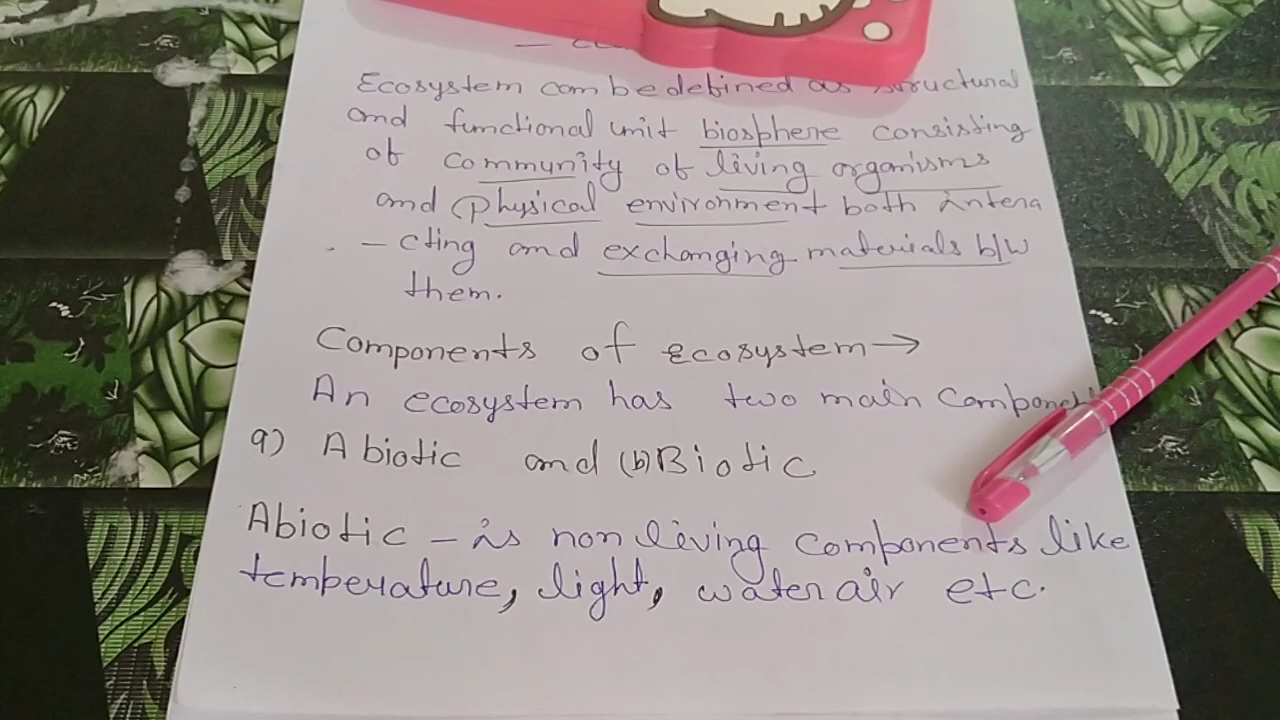 Ecosystem can be defined as structural
and functional unit biosphere consisting
of community of living organisms
and physical environment both intera
- cting and exchanging materials b/w
them.
Components of ecosystem →
An ecosystem has two main component
a) Abiotic and (b) Biotic
Abiotic - is non living components like
temperature, light, water air etc.